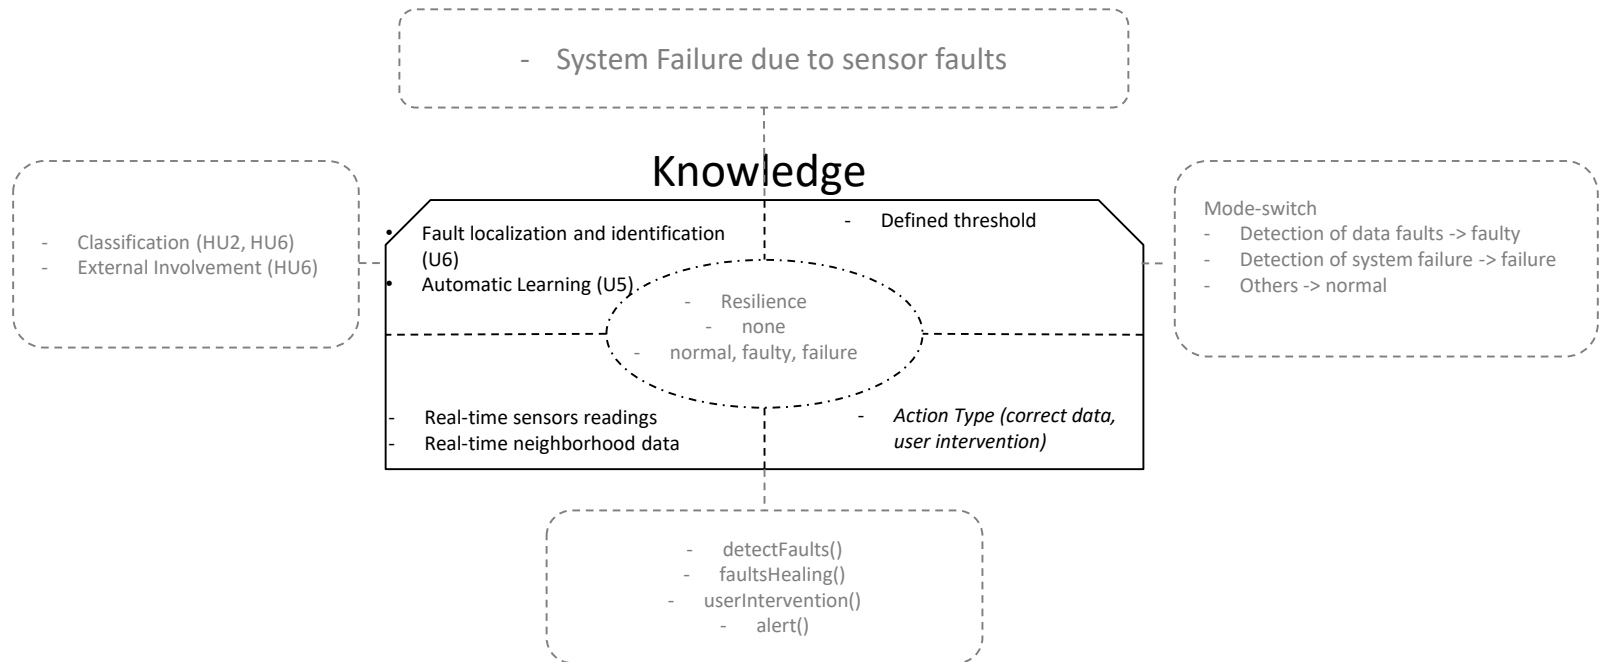 - System Failure due to sensor faults
Knowledge
- Classification (HU2, HU6)
- External Involvement (HU6)
• Fault localization and identification
(U6)
• Automatic Learning (U5)
- Defined threshold
Mode-switch
- Detection of data faults -> faulty
- Detection of system failure -> failure
- Others -> normal
- Resilience
- none
- normal, faulty, failure
- Real-time sensors readings
- Real-time neighborhood data
- Action Type (correct data,
user intervention)
- detectFaults()
- faultsHealing()
- userIntervention()
- alert()